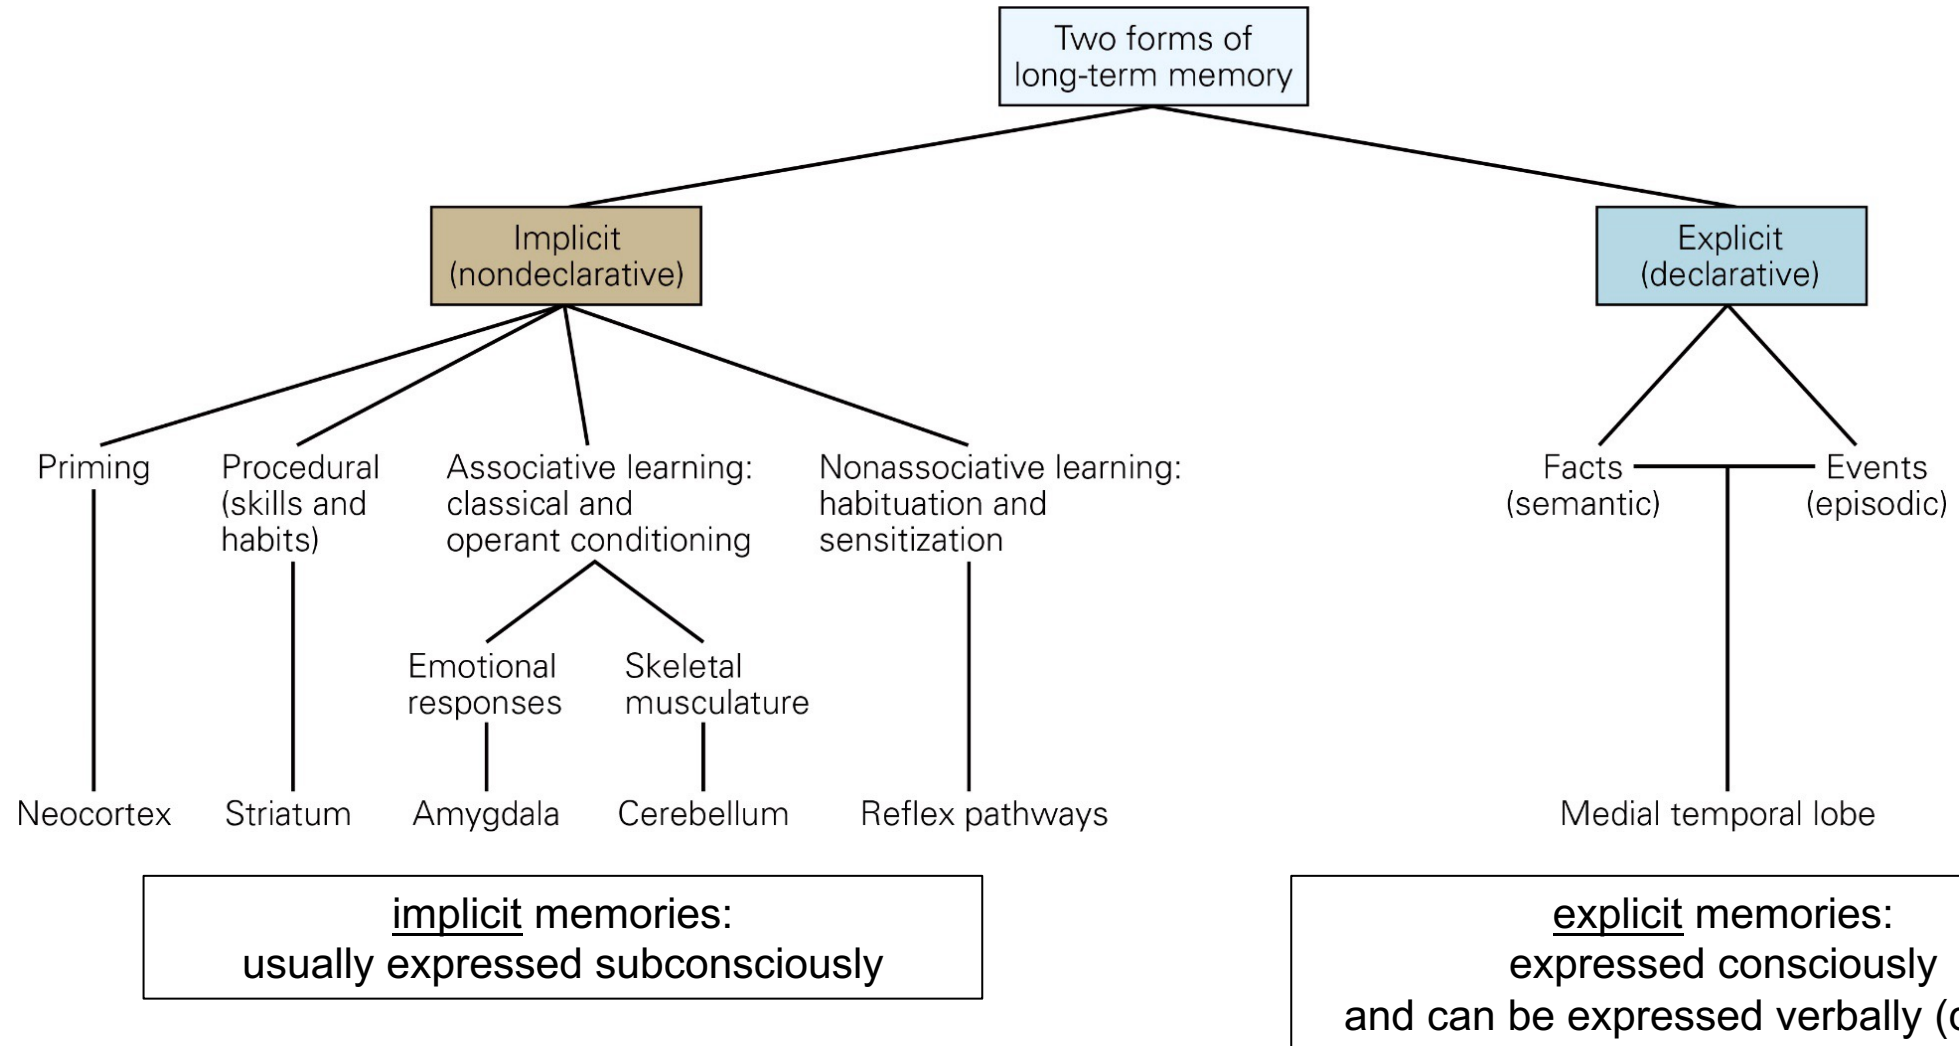 Two forms of
long-term memory
Implicit
(nondeclarative)
Explicit
(declarative)
Priming
Procedural
(skills and
habits)
Associative learning:
classical and
operant conditioning
Nonassociative learning:
habituation and
sensitization
Facts
(semantic)
Events
(episodic)
Emotional
responses
Skeletal
musculature
Neocortex
Striatum
Amygdala
Cerebellum
Reflex pathways
Medial temporal lobe
implicit memories:
usually expressed subconsciously
explicit memories:
expressed consciously
and can be expressed verbally